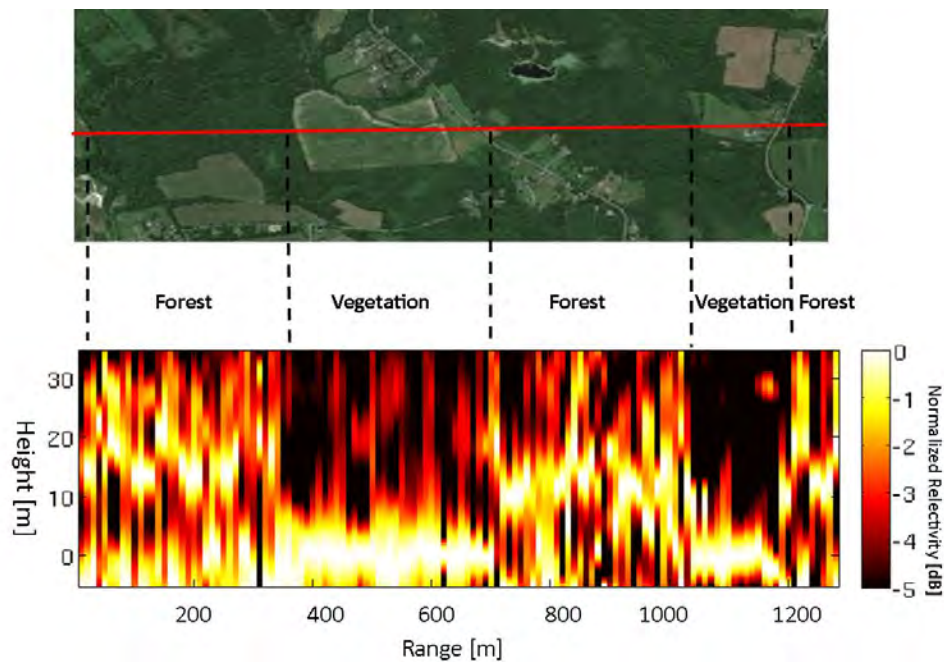 Forest
Vegetation
Forest
Vegetation
Forest
30
20
10
0
Height [m]
200
400
600
800
1000
1200
Range [m]
0
-1
-2
-3
-4
-5
Normalized Relectivity [dB]